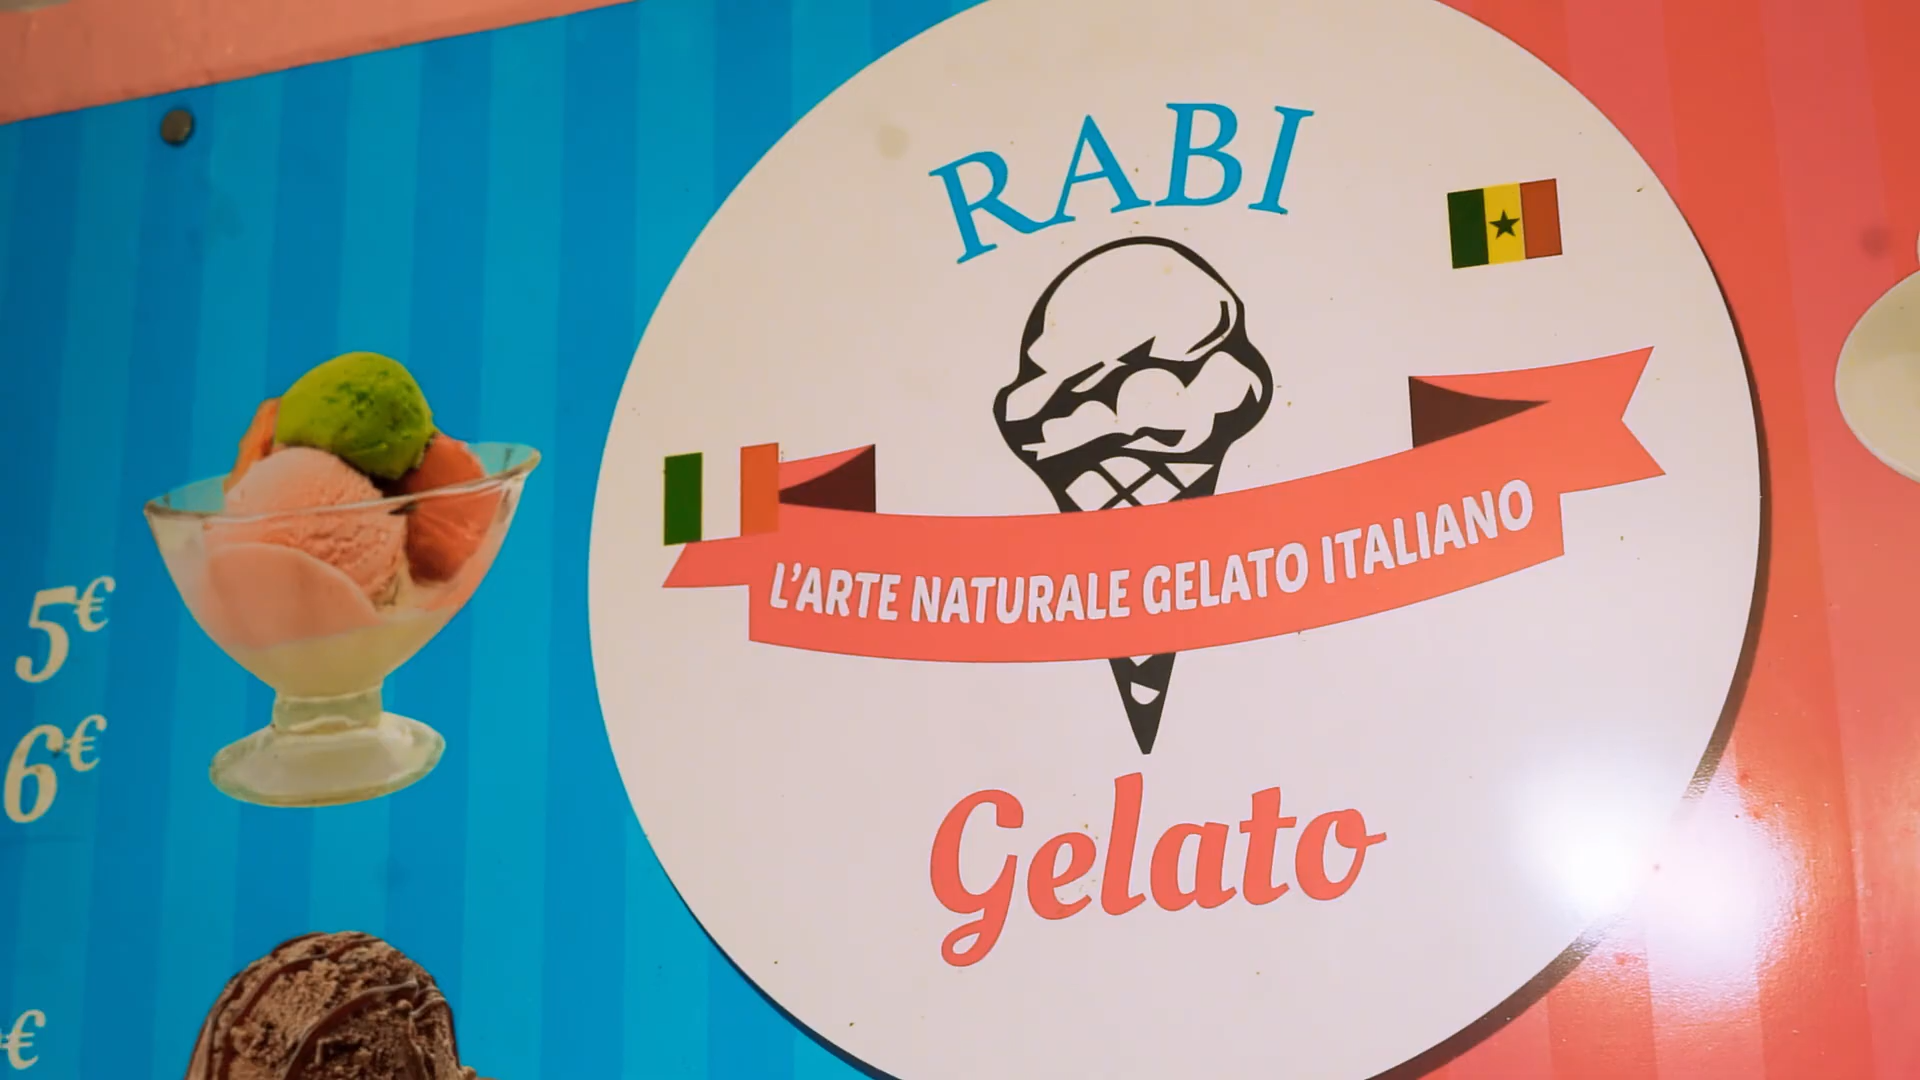 RABI
L'ARTE NATURALE GELATO ITALIANO
Gelato
5€
6€
€